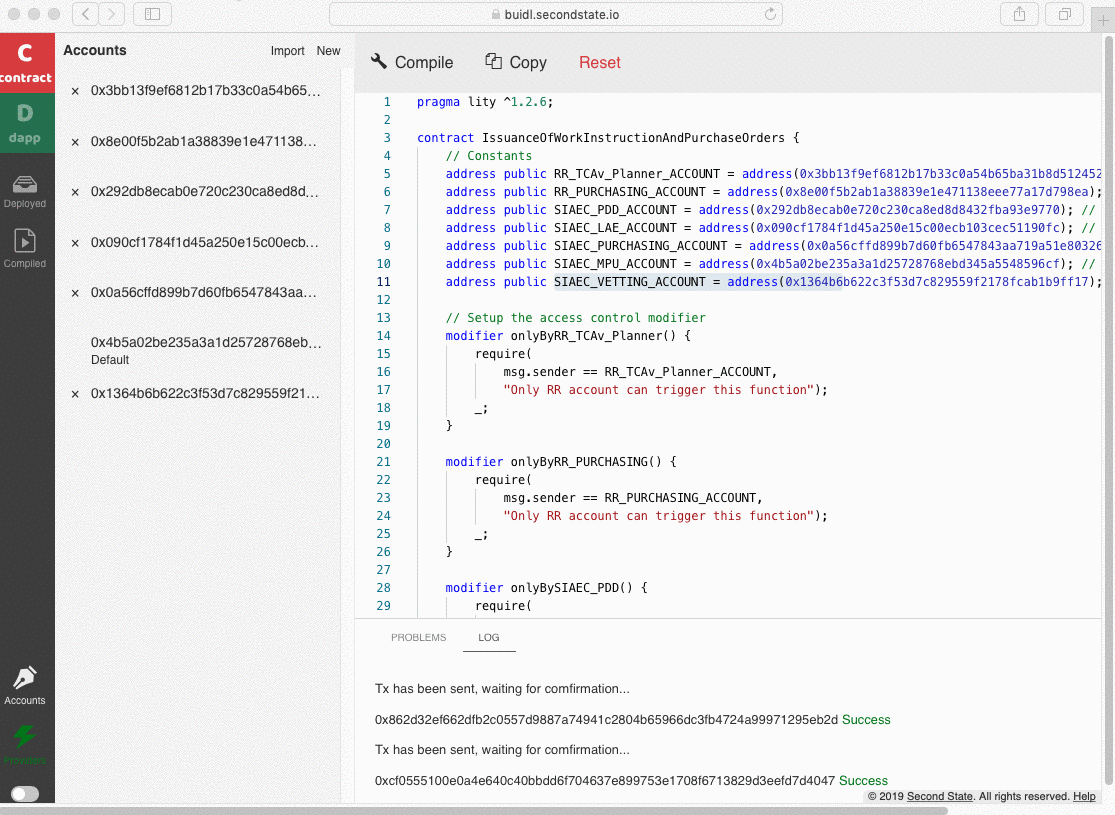 buidl.secondstate.io
C
contract
D
dapp
Deployed
Compiled
Accounts
Providers
Accounts Import New
× 0x3bb13f9ef6812b17b33c0a54b65...
× 0x8e00f5b2ab1a38839e1e471138...
× 0x292db8ecab0e720c230ca8ed8d...
× 0x090cf1784f1d45a250e15c00ecb...
× 0x0a56cffd899b7d60fb6547843aa...
0x4b5a02be235a3a1d25728768eb...
Default
× 0x1364b6b622c3f53d7c829559f21...
Compile Copy Reset
1 pragma lity ^1.2.6;
2
3 contract IssuanceOfWorkInstructionAndPurchaseOrders {
4 // Constants
5 address public RR_TCAv_Planner_ACCOUNT = address(0x3bb13f9ef6812b17b33c0a54b65ba31b8d512452
6 address public RR_PURCHASING_ACCOUNT = address(0x8e00f5b2ab1a38839e1e471138eee77a17d798ea);
7 address public SIAEC_PDD_ACCOUNT = address(0x292db8ecab0e720c230ca8ed8d8432fba93e9770); //
8 address public SIAEC_LAE_ACCOUNT = address(0x090cf1784f1d45a250e15c00ecb103cec51190fc); //
9 address public SIAEC_PURCHASING_ACCOUNT = address(0x0a56cffd899b7d60fb6547843aa719a51e80326
10 address public SIAEC_MPU_ACCOUNT = address(0x4b5a02be235a3a1d25728768ebd345a5548596cf); //
11 address public SIAEC_VETTING_ACCOUNT = address(0x1364b6b622c3f53d7c829559f2178fcab1b9ff17);
12
13 // Setup the access control modifier
14 modifier onlyByRR_TCAv_Planner() {
15 require(
16 msg.sender == RR_TCAv_Planner_ACCOUNT,
17 "Only RR account can trigger this function");
18 _;
19 }
20
21 modifier onlyByRR_PURCHASING() {
22 require(
23 msg.sender == RR_PURCHASING_ACCOUNT,
24 "Only RR account can trigger this function");
25 _;
26 }
27
28 modifier onlyBySIAEC_PDD() {
29 require(
PROBLEMS LOG
Tx has been sent, waiting for comfirmation...
0x862d32ef662dfb2c0557d9887a74941c2804b65966dc3fb4724a99971295eb2d Success
Tx has been sent, waiting for comfirmation...
0xcf0555100e0a4e640c40bbdd6f704637e899753e1708f6713829d3eefd7d4047 Success
© 2019 Second State. All rights reserved. Help